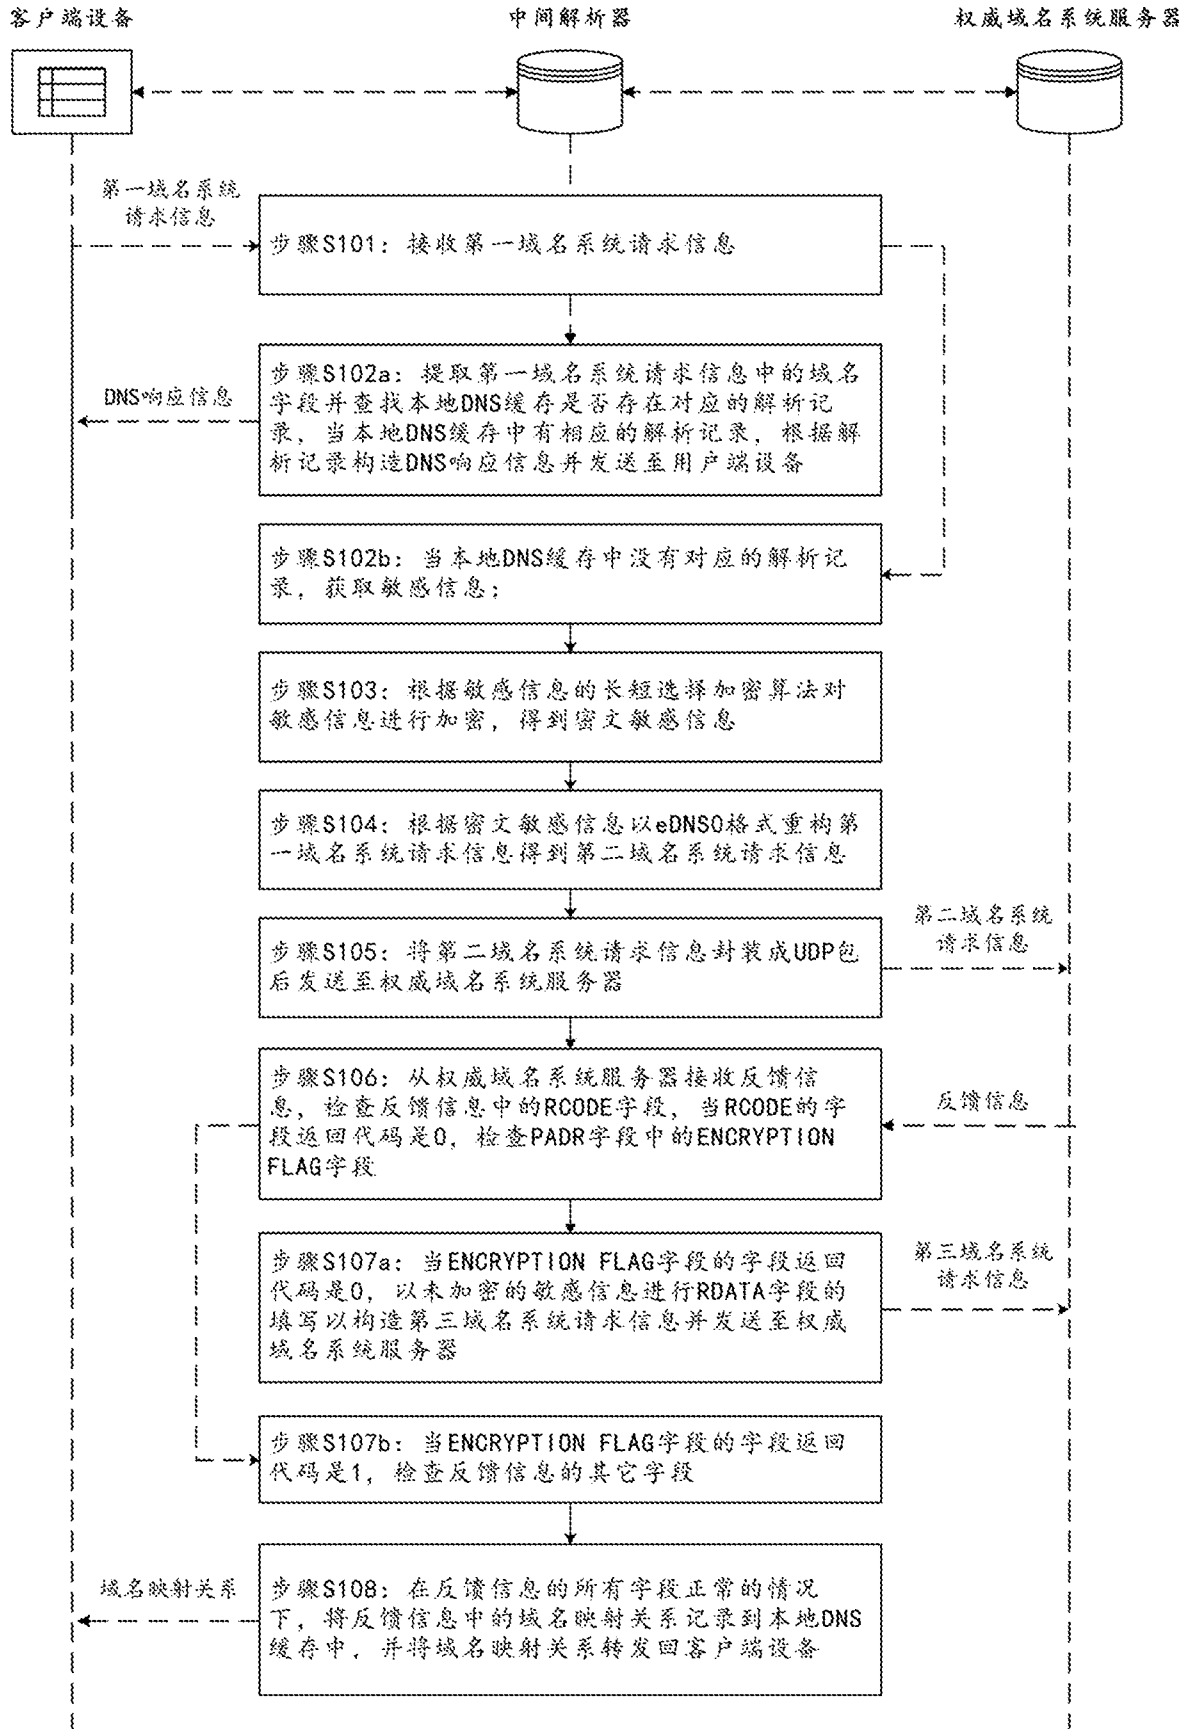 客户端设备
中间解析器
权威域名系统服务器
第一域名系统
请求信息
步骤S101：接收第一域名系统请求信息
步骤S102a：提取第一域名系统请求信息中的域名
字段并查找本地DNS缓存是否存在对应的解析记
录，当本地DNS缓存中有相应的解析记录，根据解
析记录构造DNS响应信息并发送至用户端设备
DNS响应信息
步骤S102b：当本地DNS缓存中没有对应的解析记
录，获取敏感信息；
步骤S103：根据敏感信息的长短选择加密算法对
敏感信息进行加密，得到密文敏感信息
步骤S104：根据密文敏感信息以eDNS0格式重构第
一域名系统请求信息得到第二域名系统请求信息
步骤S105：将第二域名系统请求信息封装成UDP包
后发送至权威域名系统服务器
第二域名系统
请求信息
步骤S106：从权威域名系统服务器接收反馈信
息，检查反馈信息中的RCODE字段，当RCODE的字
段返回代码是0，检查PADR字段中的ENCRYPTION
FLAG字段
反馈信息
步骤S107a：当ENCRYPTION FLAG字段的字段返回
代码是0，以未加密的敏感信息进行RDATA字段的
填写以构造第三域名系统请求信息并发送至权威
域名系统服务器
第三域名系统
请求信息
步骤S107b：当ENCRYPTION FLAG字段的字段返回
代码是1，检查反馈信息的其它字段
步骤S108：在反馈信息的所有字段正常的情况
下，将反馈信息中的域名映射关系记录到本地DNS
缓存中，并将域名映射关系转发回客户端设备
域名映射关系